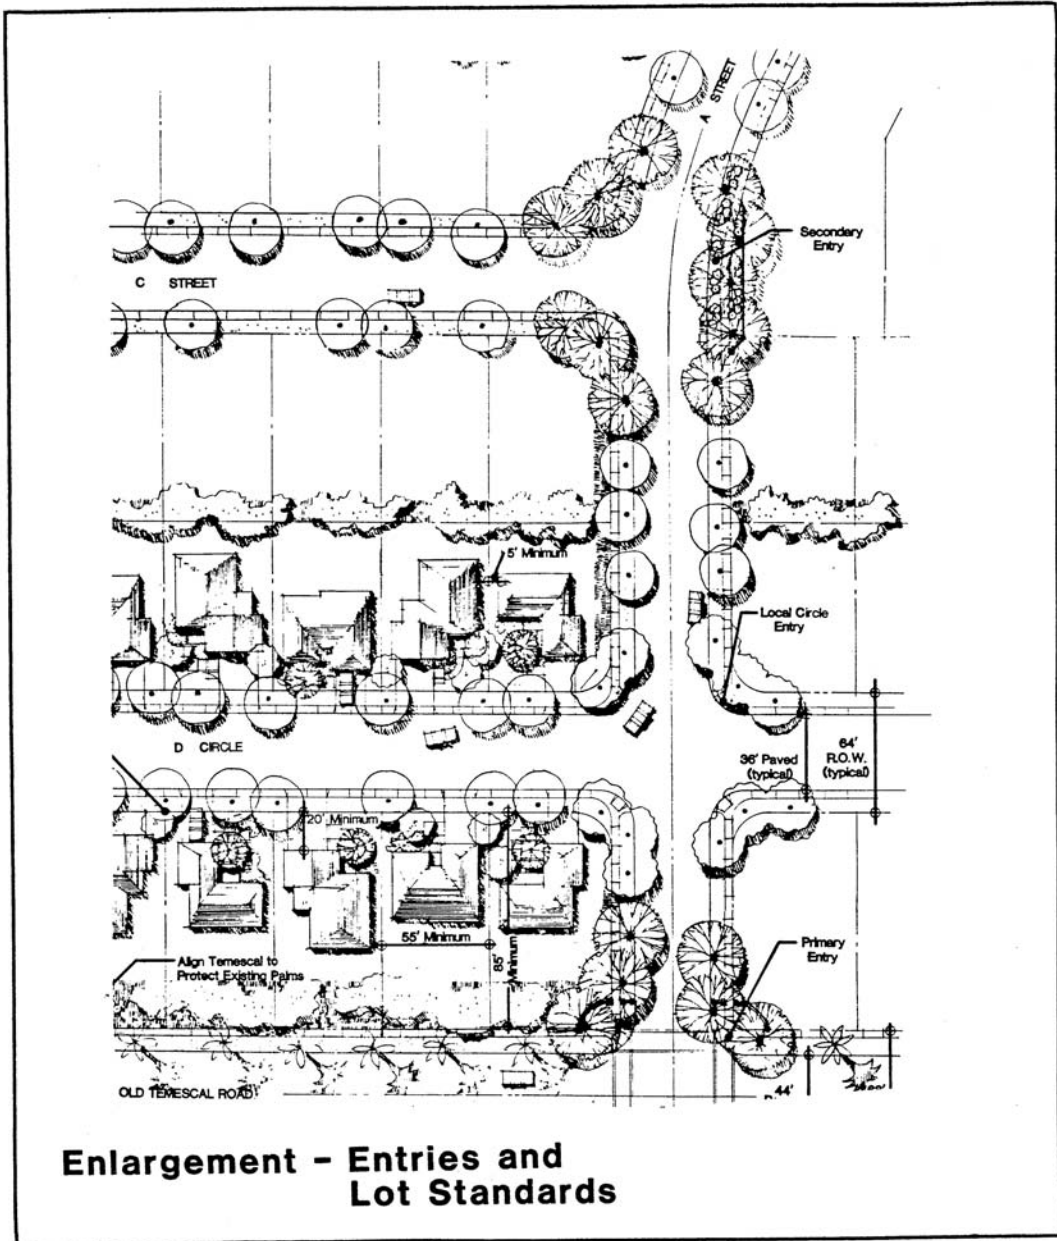 A STREET
Secondary
Entry
C STREET
5' Minimum
Local Circle
Entry
D CIRCLE
36' Paved
(typical)
64'
R.O.W.
(typical)
20' Minimum
55' Minimum
85'
Minimum
Primary
Entry
Align Temescal to
Protect Existing Palms
OLD TEMESCAL ROAD
44'
Enlargement - Entries and
Lot Standards